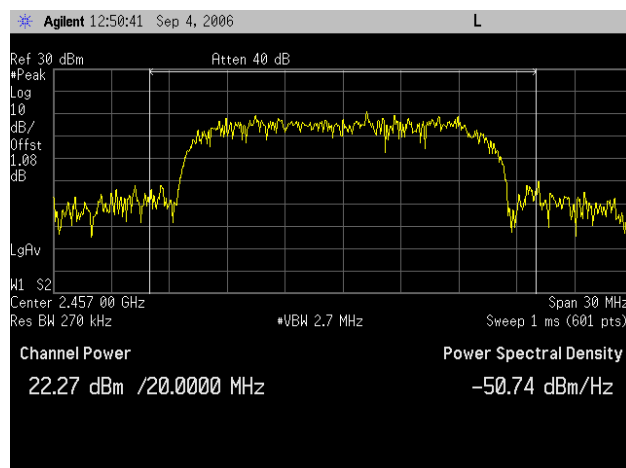 Agilent 12:50:41 Sep 4, 2006 L
Ref 30 dBm Atten 40 dB
#Peak
Log
10
dB/
Offst
1.08
dB
LgAv
W1 S2
Center 2.457 00 GHz Span 30 MHz
Res BW 270 kHz #VBW 2.7 MHz Sweep 1 ms (601 pts)
Channel Power Power Spectral Density
22.27 dBm /20.0000 MHz -50.74 dBm/Hz